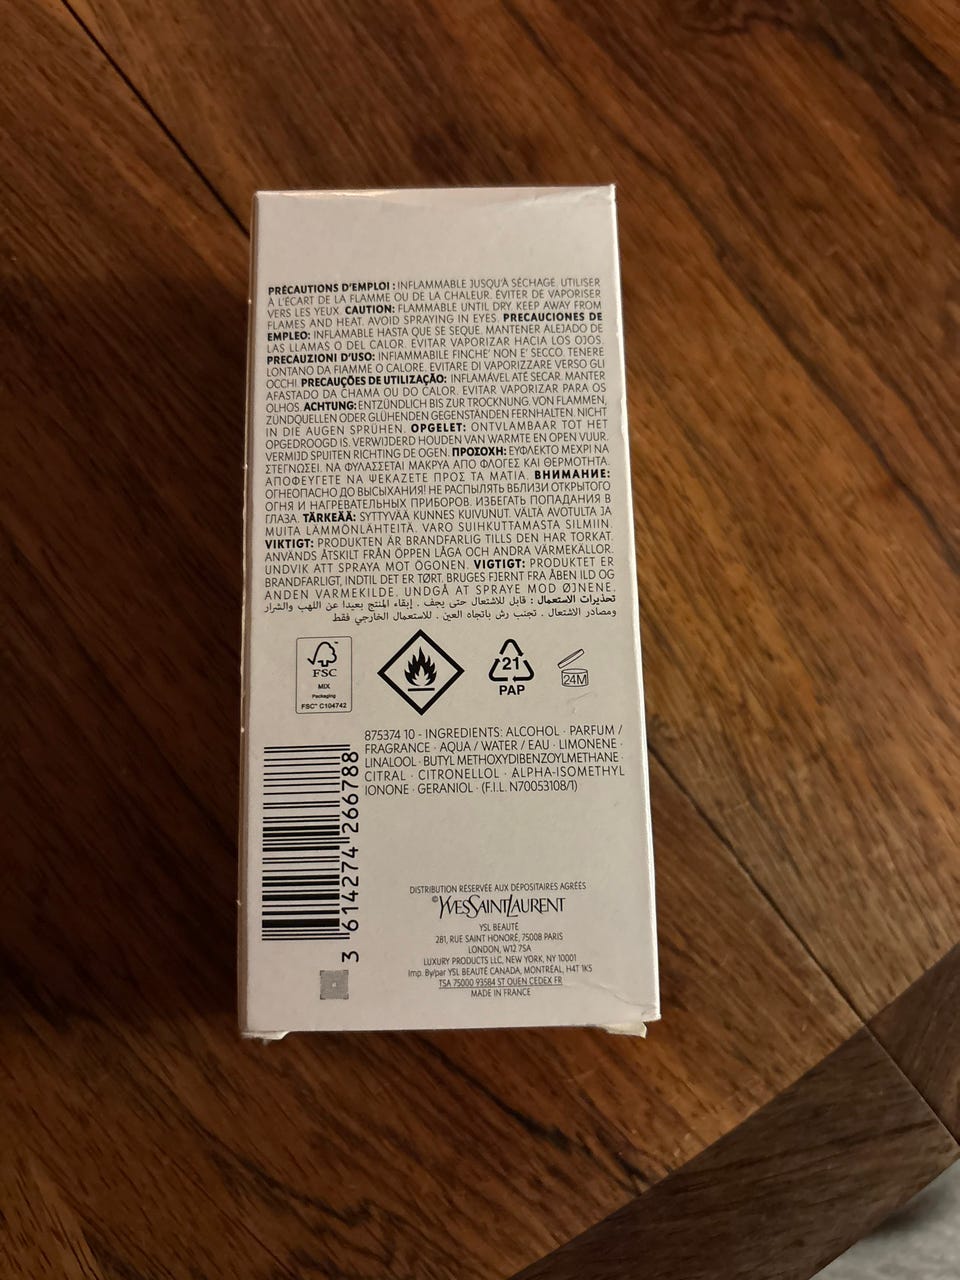 PRÉCAUTIONS D'EMPLOI : INFLAMMABLE JUSQU'À SÉCHAGE. UTILISER
À L'ÉCART DE LA FLAMME OU DE LA CHALEUR. ÉVITER DE VAPORISER
VERS LES YEUX. CAUTION: FLAMMABLE UNTIL DRY. KEEP AWAY FROM
FLAMES AND HEAT. AVOID SPRAYING IN EYES. PRECAUCIONES DE
EMPLEO: INFLAMABLE HASTA QUE SE SEQUE. MANTENER ALEJADO DE
LAS LLAMAS O DEL CALOR. EVITAR VAPORIZAR HACIA LOS OJOS.
PRECAUZIONI D'USO: INFIAMMABILE FINCHE' NON E' SECCO. TENERE
LONTANO DA FIAMME O CALORE. EVITARE DI VAPORIZZARE VERSO GLI
OCCHI. PRECAUÇÕES DE UTILIZAÇÃO: INFLAMÁVEL ATÉ SECAR. MANTER
AFASTADO DA CHAMA OU DO CALOR. EVITAR VAPORIZAR PARA OS
OLHOS. ACHTUNG: ENTZÜNDLICH BIS ZUR TROCKNUNG. VON FLAMMEN,
ZÜNDQUELLEN ODER GLÜHENDEN GEGENSTÄNDEN FERNHALTEN. NICHT
IN DIE AUGEN SPRÜHEN. OPGELET: ONTVLAMBAAR TOT HET
OPGEDROOGD IS. VERWIJDERD HOUDEN VAN WARMTE EN OPEN VUUR.
VERMIJD SPUITEN RICHTING DE OGEN. ΠΡΟΣΟΧΗ: ΕΥΦΛΕΚΤΟ ΜΕΧΡΙ ΝΑ
ΣΤΕΓΝΩΣΕΙ. ΝΑ ΦΥΛΑΣΣΕΤΑΙ ΜΑΚΡΥΑ ΑΠΟ ΦΛΟΓΕΣ ΚΑΙ ΘΕΡΜΟΤΗΤΑ.
ΑΠΟΦΕΥΓΕΤΕ ΝΑ ΨΕΚΑΖΕΤΕ ΠΡΟΣ ΤΑ ΜΑΤΙΑ. ВНИМАНИЕ:
ОГНЕОПАСНО ДО ВЫСЫХАНИЯ! НЕ РАСПЫЛЯТЬ ВБЛИЗИ ОТКРЫТОГО
ОГНЯ И НАГРЕВАТЕЛЬНЫХ ПРИБОРОВ. ИЗБЕГАТЬ ПОПАДАНИЯ В
ГЛАЗА. TÄRKEÄÄ: SYTTYVÄÄ KUNNES KUIVUNUT. VÄLTÄ AVOTULTA JA
MUITA LÄMMÖNLÄHTEITÄ. VARO SUIHKUTTAMASTA SILMIIN.
VIKTIGT: PRODUKTEN ÄR BRANDFARLIG TILLS DEN HAR TORKAT.
ANVÄNDS ÅTSKILT FRÅN ÖPPEN LÅGA OCH ANDRA VÄRMEKÄLLOR.
UNDVIK ATT SPRAYA MOT ÖGONEN. VIGTIGT: PRODUKTET ER
BRANDFARLIGT, INDTIL DET ER TØRT. BRUGES FJERNT FRA ÅBEN ILD OG
ANDEN VARMEKILDE. UNDGÅ AT SPRAYE MOD ØJNENE.
تحذيرات الاستعمال : قابل للاشتعال حتى يجف . إبقاء المنتج بعيدا عن اللهب والشرار
ومصادر الاشتعال . تجنب رش باتجاه العين . للاستعمال الخارجي فقط
FSC™
MIX
Packaging
FSC™ C104742
21
PAP
24M
875374 10 - INGREDIENTS: ALCOHOL · PARFUM /
FRAGRANCE · AQUA / WATER / EAU · LIMONENE ·
LINALOOL · BUTYL METHOXYDIBENZOYLMETHANE ·
CITRAL · CITRONELLOL · ALPHA-ISOMETHYL
IONONE · GERANIOL · (F.I.L. N70053108/1)
3 614274 266788
DISTRIBUTION RÉSERVÉE AUX DÉPOSITAIRES AGRÉÉS
©YVESSAINTLAURENT
YSL BEAUTÉ
281, RUE SAINT HONORÉ, 75008 PARIS
LONDON, W12 7SA
LUXURY PRODUCTS LLC, NEW YORK, NY 10001
Imp. By/par YSL BEAUTÉ CANADA, MONTRÉAL, H4T 1K5
TSA 75000 93584 ST OUEN CEDEX FR
MADE IN FRANCE